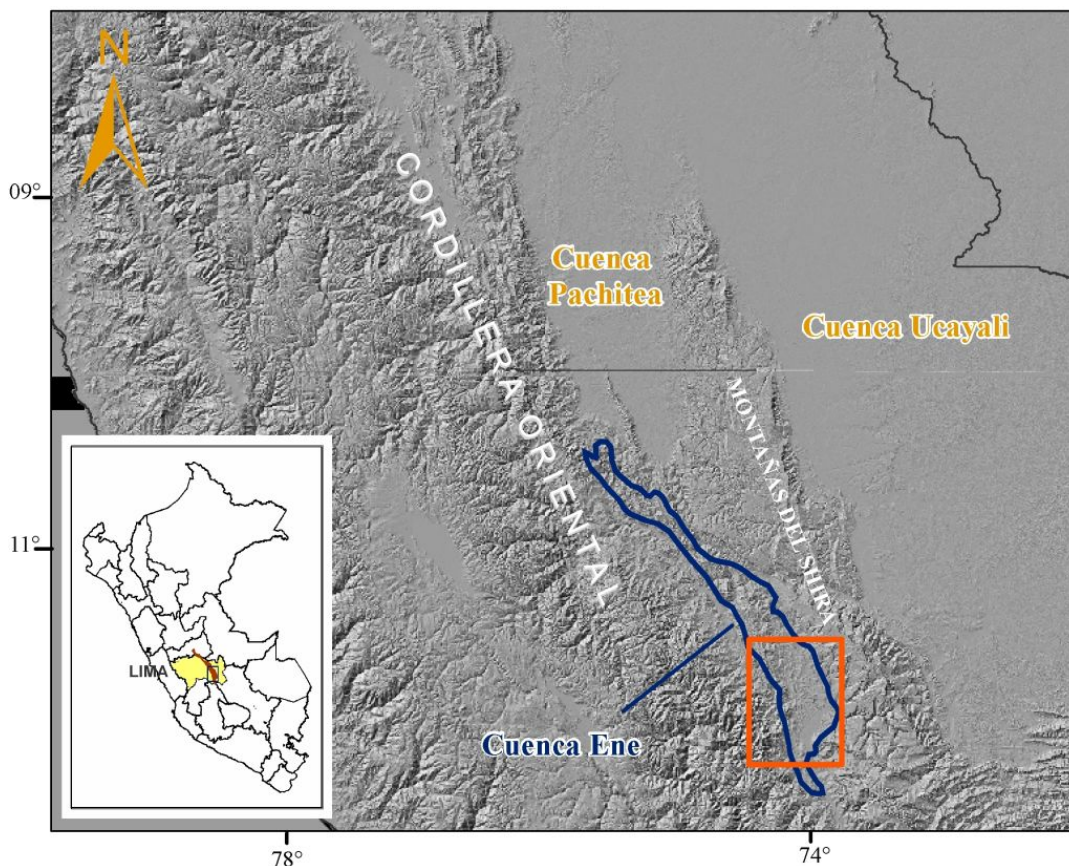 N
09°
CORDILLERA ORIENTAL
Cuenca
Pachitea
Cuenca Ucayali
MONTAÑAS DEL SHIRA
11°
LIMA
Cuenca Ene
78°
74°